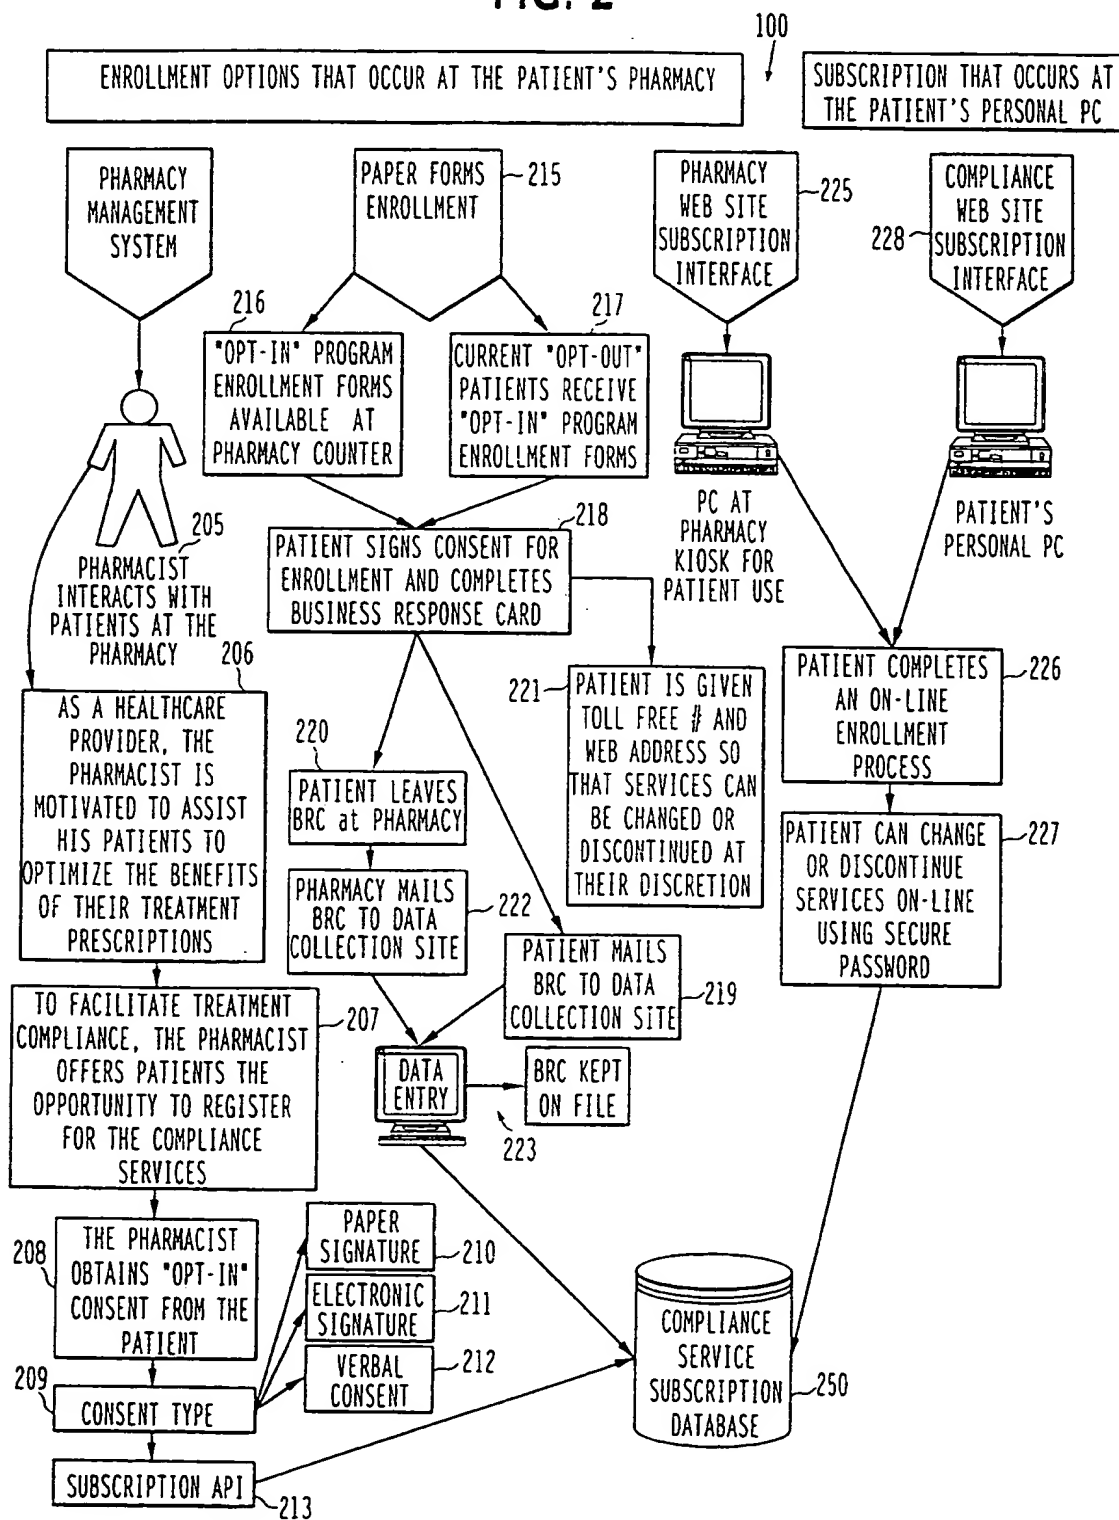 FIG. 2
100
ENROLLMENT OPTIONS THAT OCCUR AT THE PATIENT'S PHARMACY
SUBSCRIPTION THAT OCCURS AT
THE PATIENT'S PERSONAL PC
PHARMACY
MANAGEMENT
SYSTEM
PAPER FORMS
ENROLLMENT
215
PHARMACY
WEB SITE
SUBSCRIPTION
INTERFACE
225
COMPLIANCE
WEB SITE
SUBSCRIPTION
INTERFACE
228
216
"OPT-IN" PROGRAM
ENROLLMENT FORMS
AVAILABLE AT
PHARMACY COUNTER
217
CURRENT "OPT-OUT"
PATIENTS RECEIVE
"OPT-IN" PROGRAM
ENROLLMENT FORMS
PC AT
PHARMACY
KIOSK FOR
PATIENT USE
PATIENT'S
PERSONAL PC
205
PHARMACIST
INTERACTS WITH
PATIENTS AT THE
PHARMACY
218
PATIENT SIGNS CONSENT FOR
ENROLLMENT AND COMPLETES
BUSINESS RESPONSE CARD
206
AS A HEALTHCARE
PROVIDER, THE
PHARMACIST IS
MOTIVATED TO ASSIST
HIS PATIENTS TO
OPTIMIZE THE BENEFITS
OF THEIR TREATMENT
PRESCRIPTIONS
220
PATIENT LEAVES
BRC at PHARMACY
221
PATIENT IS GIVEN
TOLL FREE # AND
WEB ADDRESS SO
THAT SERVICES CAN
BE CHANGED OR
DISCONTINUED AT
THEIR DISCRETION
PATIENT COMPLETES
AN ON-LINE
ENROLLMENT
PROCESS
226
PATIENT CAN CHANGE
OR DISCONTINUE
SERVICES ON-LINE
USING SECURE
PASSWORD
227
PHARMACY MAILS
BRC TO DATA
COLLECTION SITE
222
PATIENT MAILS
BRC TO DATA
COLLECTION SITE
219
TO FACILITATE TREATMENT
COMPLIANCE, THE PHARMACIST
OFFERS PATIENTS THE
OPPORTUNITY TO REGISTER
FOR THE COMPLIANCE
SERVICES
207
DATA
ENTRY
BRC KEPT
ON FILE
223
208
THE PHARMACIST
OBTAINS "OPT-IN"
CONSENT FROM THE
PATIENT
PAPER
SIGNATURE
210
ELECTRONIC
SIGNATURE
211
VERBAL
CONSENT
212
209
CONSENT TYPE
SUBSCRIPTION API
213
COMPLIANCE
SERVICE
SUBSCRIPTION
DATABASE
250